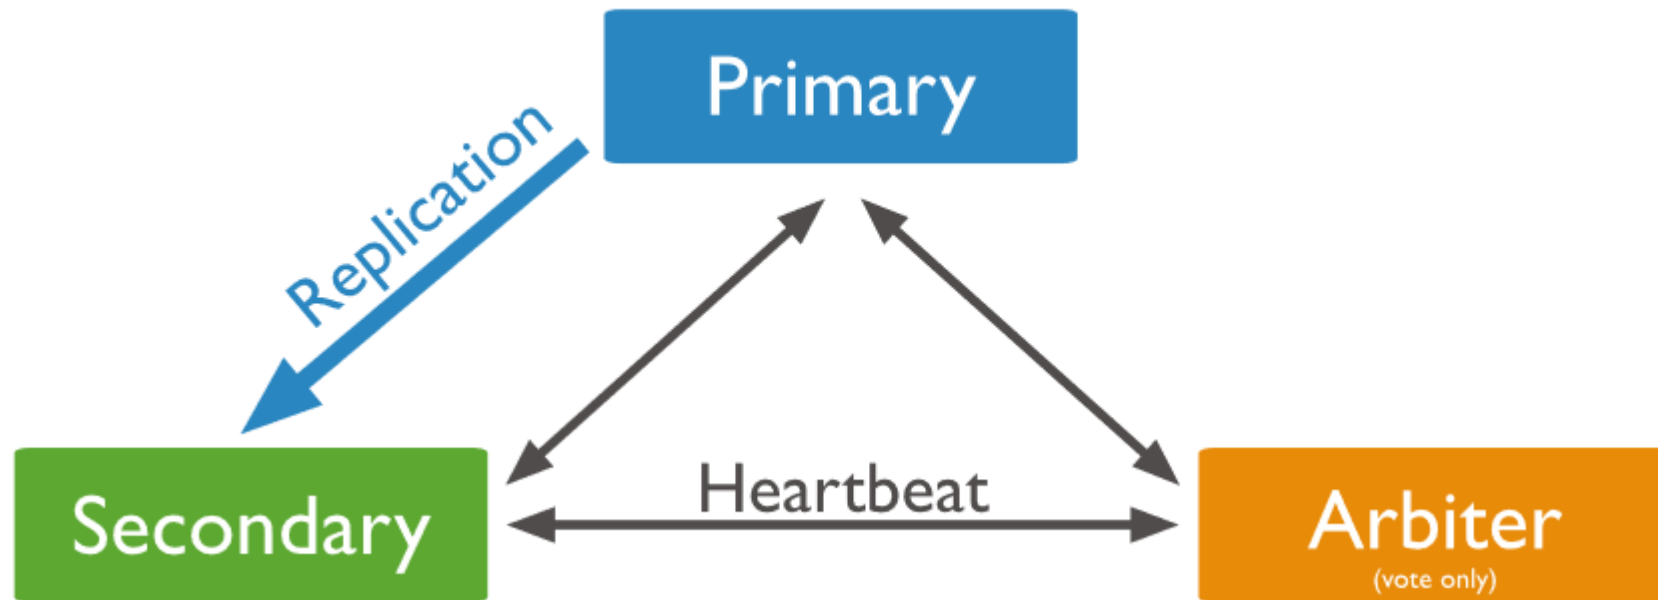 Primary
Replication
Heartbeat
Secondary
Arbiter
(vote only)